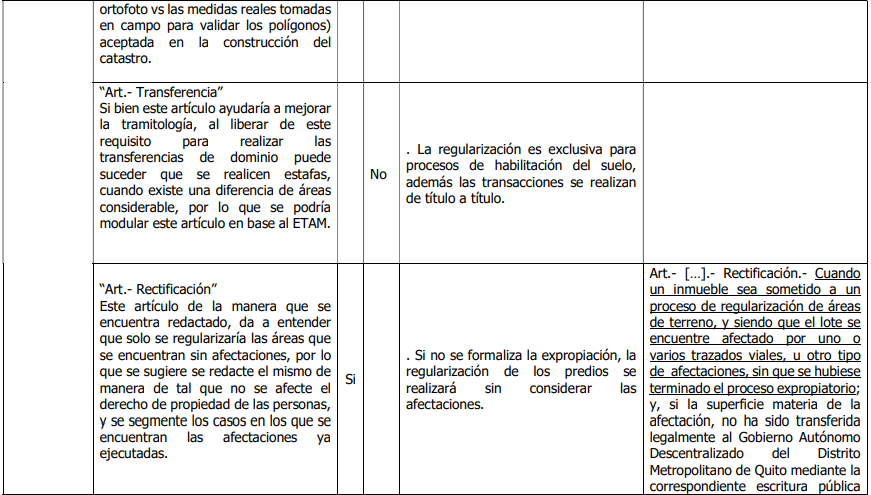 ortofoto vs las medidas reales tomadas
en campo para validar los polígonos)
aceptada en la construcción del
catastro.
“Art.- Transferencia”
Si bien este artículo ayudaría a mejorar
la tramitología, al liberar de este
requisito para realizar las
transferencias de dominio puede
suceder que se realicen estafas,
cuando existe una diferencia de áreas
considerable, por lo que se podría
modular este artículo en base al ETAM.
No
. La regularización es exclusiva para
procesos de habilitación del suelo,
además las transacciones se realizan
de título a título.
“Art.- Rectificación”
Este artículo de la manera que se
encuentra redactado, da a entender
que solo se regularizaría las áreas que
se encuentran sin afectaciones, por lo
que se sugiere se redacte el mismo de
manera de tal que no se afecte el
derecho de propiedad de las personas,
y se segmente los casos en los que se
encuentran las afectaciones ya
ejecutadas.
Si
. Si no se formaliza la expropiación, la
regularización de los predios se
realizará sin considerar las
afectaciones.
Art.- […].- Rectificación.- Cuando
un inmueble sea sometido a un
proceso de regularización de áreas
de terreno, y siendo que el lote se
encuentre afectado por uno o
varios trazados viales, u otro tipo
de afectaciones, sin que se hubiese
terminado el proceso expropiatorio;
y, si la superficie materia de la
afectación, no ha sido transferida
legalmente al Gobierno Autónomo
Descentralizado del Distrito
Metropolitano de Quito mediante la
correspondiente escritura pública